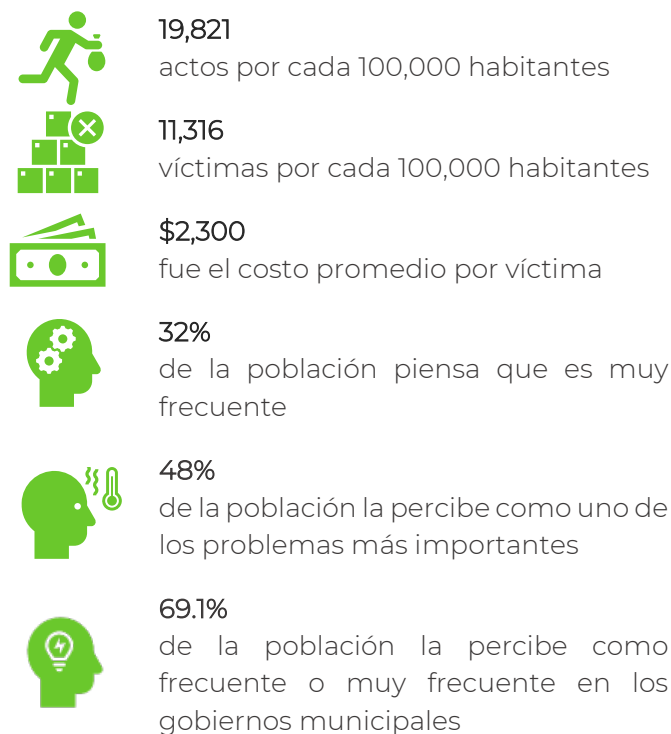 19,821
actos por cada 100,000 habitantes
11,316
víctimas por cada 100,000 habitantes
$2,300
fue el costo promedio por víctima
32%
de la población piensa que es muy
frecuente
48%
de la población la percibe como uno de
los problemas más importantes
69.1%
de la población la percibe como
frecuente o muy frecuente en los
gobiernos municipales